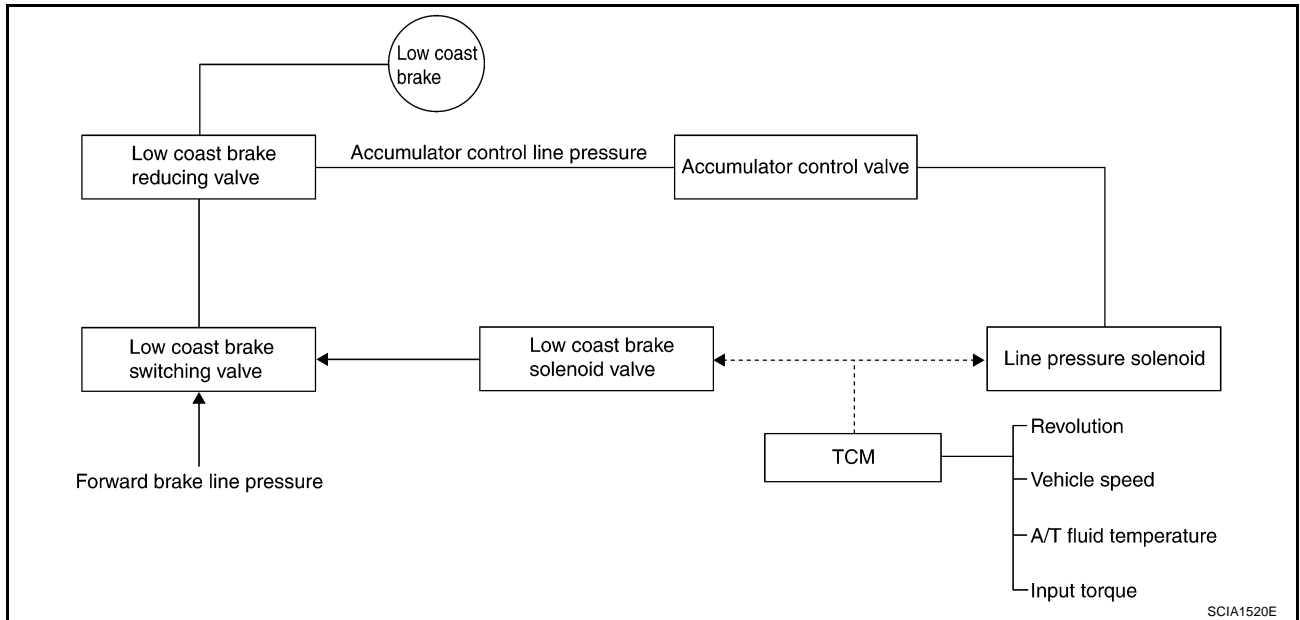 Low coast
brake
Low coast brake
reducing valve
Accumulator control line pressure
Accumulator control valve
Low coast brake
switching valve
Low coast brake
solenoid valve
Line pressure solenoid
Forward brake line pressure
TCM
Revolution
Vehicle speed
A/T fluid temperature
Input torque
SCIA1520E